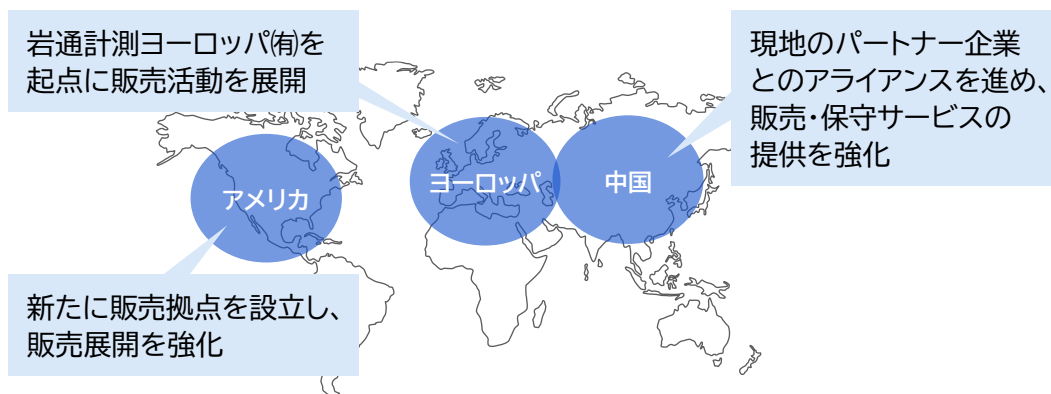 岩通計測ヨーロッパ㈲を
起点に販売活動を展開
現地のパートナー企業
とのアライアンスを進め、
販売・保守サービスの
提供を強化
アメリカ
ヨーロッパ
中国
新たに販売拠点を設立し、
販売展開を強化